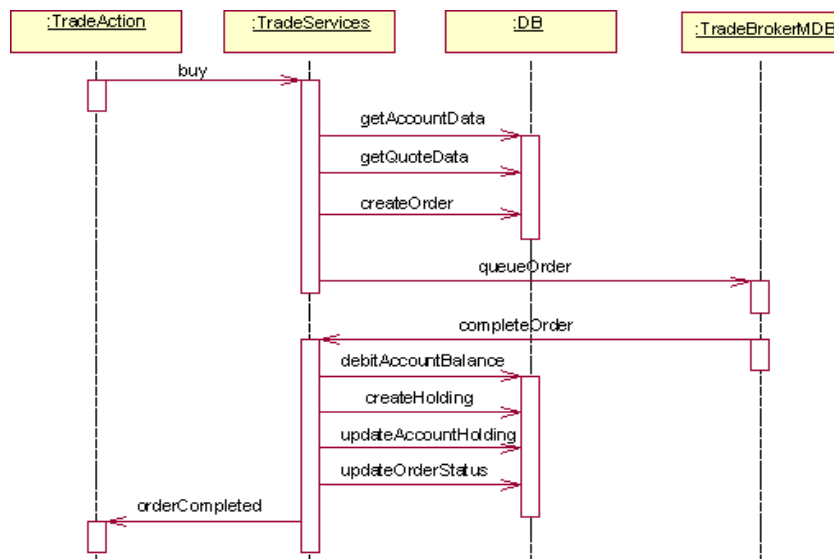 :TradeAction
:TradeServices
:DB
:TradeBrokerMDB
buy
getAccountData
getQuoteData
createOrder
queueOrder
completeOrder
debitAccountBalance
createHolding
updateAccountHolding
updateOrderStatus
orderCompleted